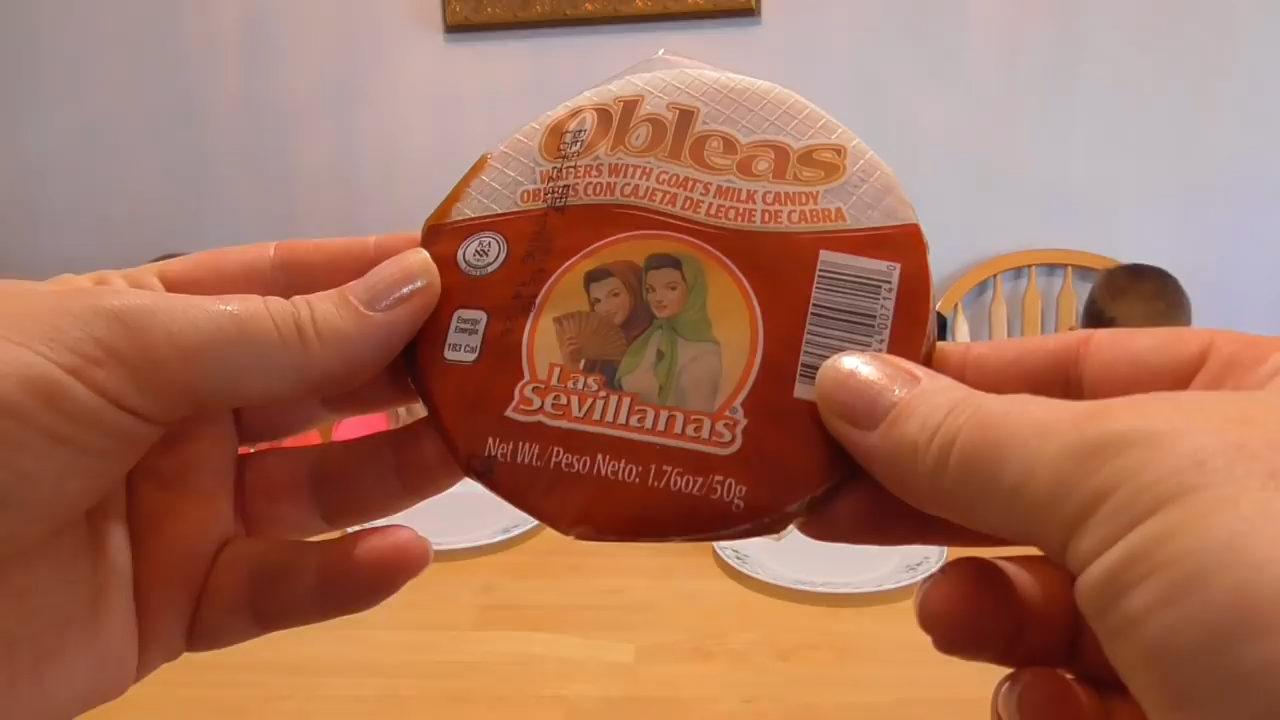 Obleas
WAFERS WITH GOAT'S MILK CANDY
OBLEAS CON CAJETA DE LECHE DE CABRA
KA
Energy/
Energía
183 Cal
Las
Sevillanas®
Net Wt./Peso Neto: 1.76oz/50g